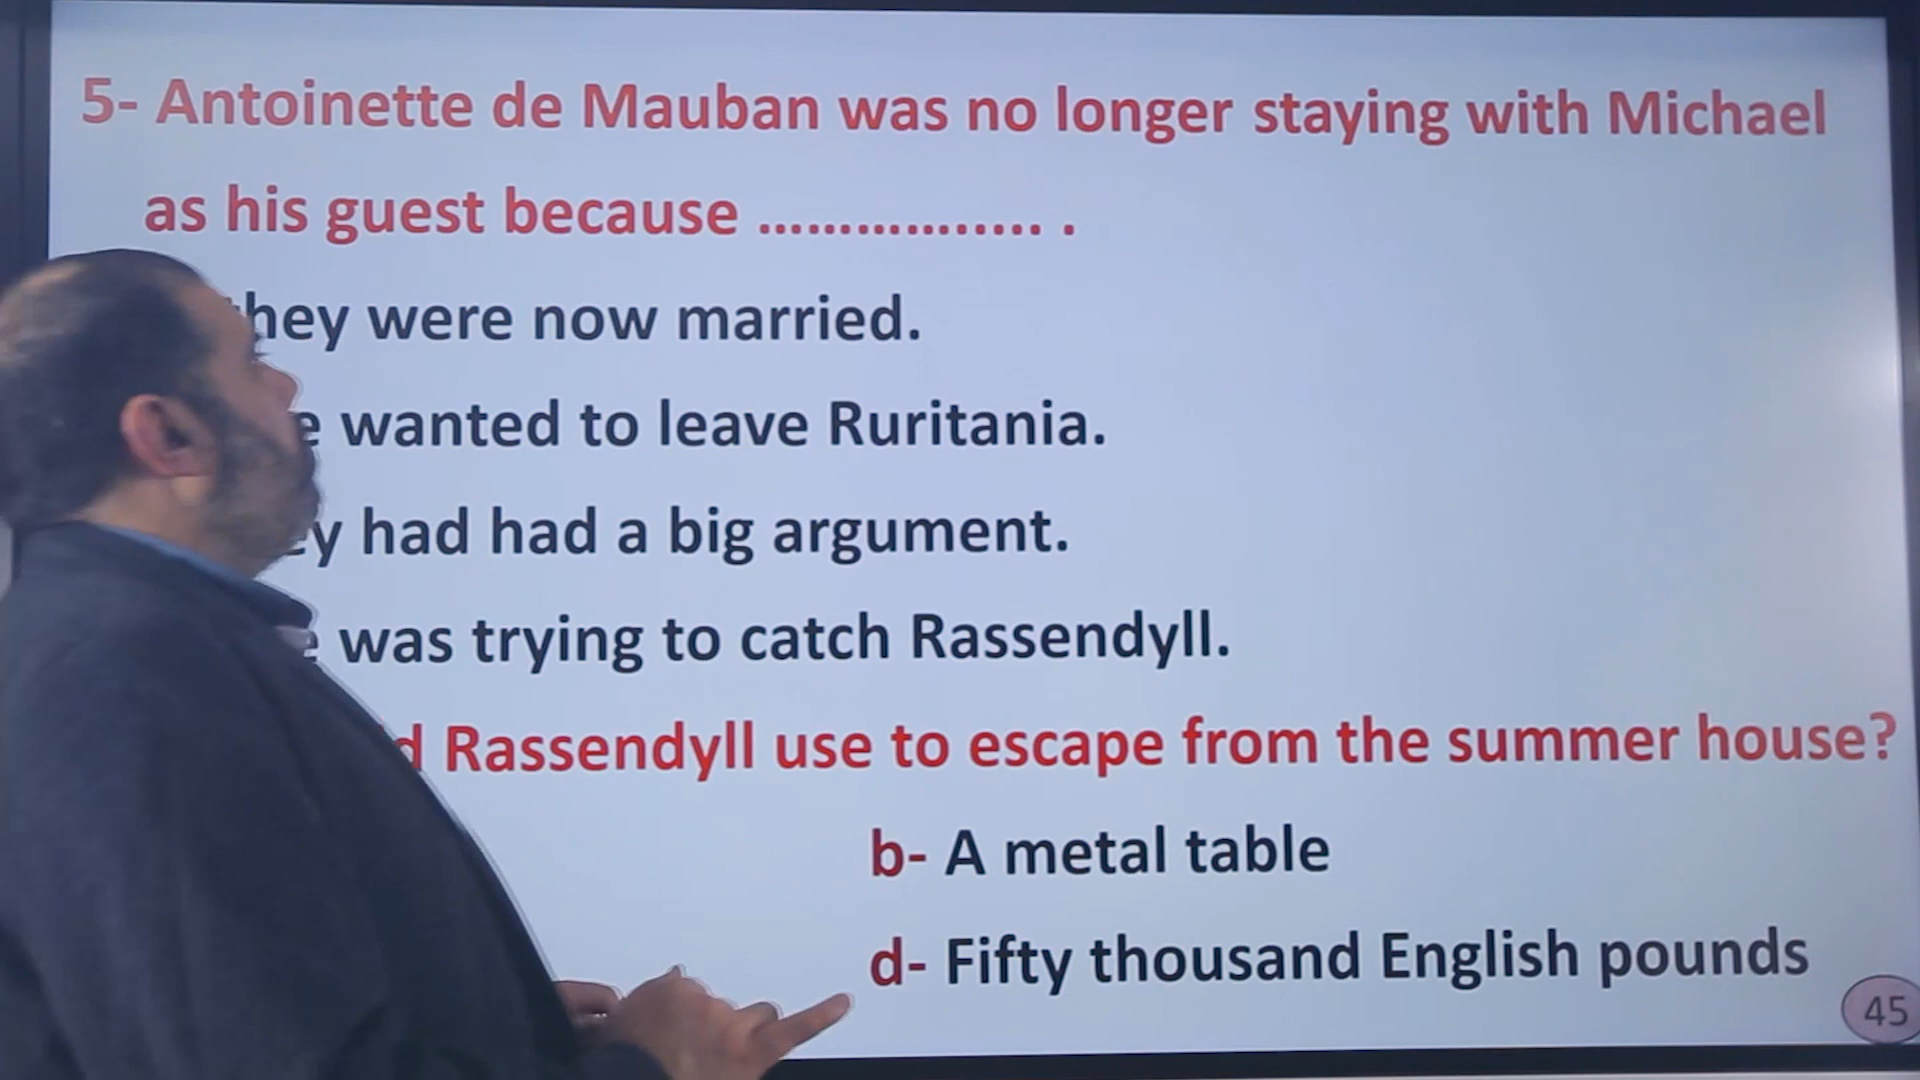 5- Antoinette de Mauban was no longer staying with Michael
as his guest because ................... .
they were now married.
wanted to leave Ruritania.
had had a big argument.
was trying to catch Rassendyll.
Rassendyll use to escape from the summer house?
b- A metal table
d- Fifty thousand English pounds
45